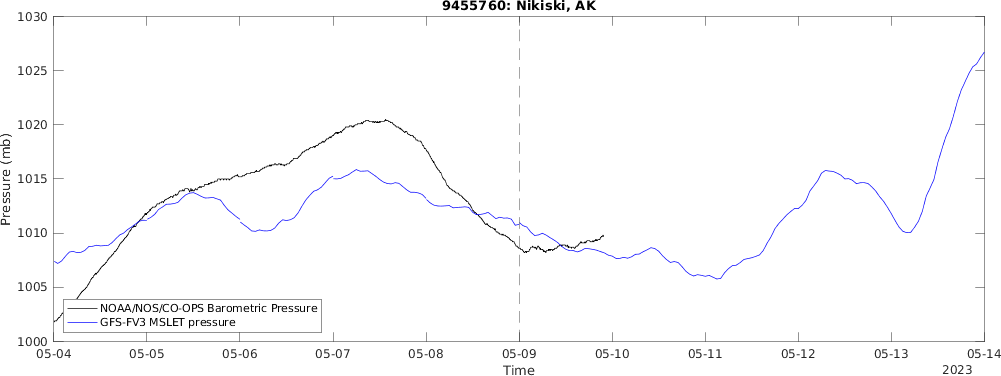 9455760: Nikiski, AK
Pressure (mb)
1030
1025
1020
1015
1010
1005
1000
NOAA/NOS/CO-OPS Barometric Pressure
GFS-FV3 MSLET pressure
05-04 05-05 05-06 05-07 05-08 05-09 05-10 05-11 05-12 05-13 05-14
Time
2023